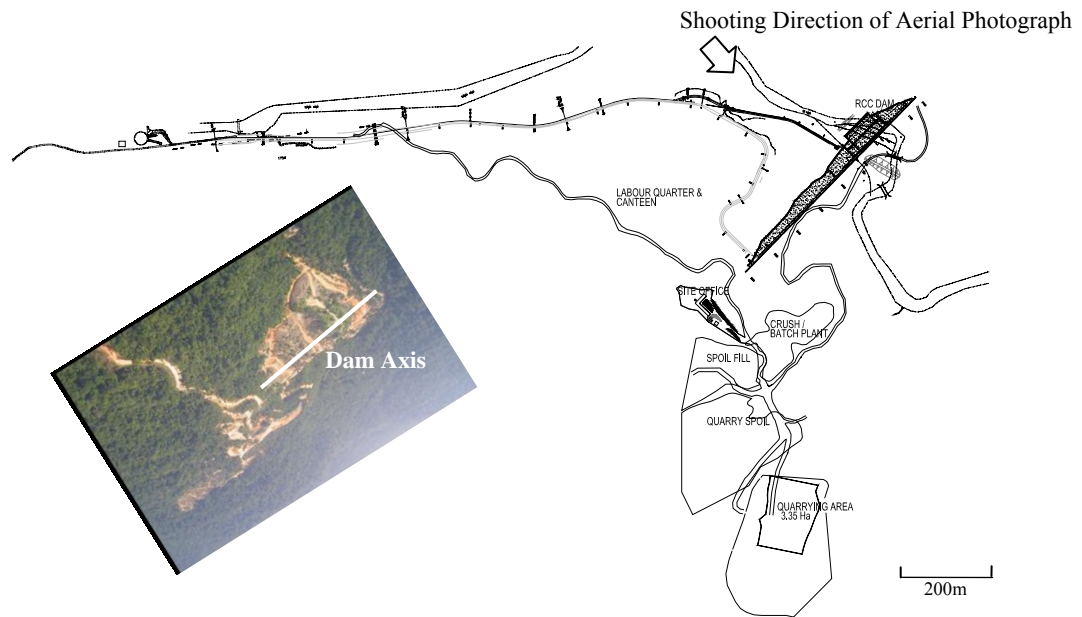 Shooting Direction of Aerial Photograph
RCC DAM
LABOUR QUARTER &
CANTEEN
SITE OFFICE
CRUSH /
BATCH PLANT
SPOIL FILL
Dam Axis
QUARRY SPOIL
QUARRYING AREA
3.35 Ha
200m